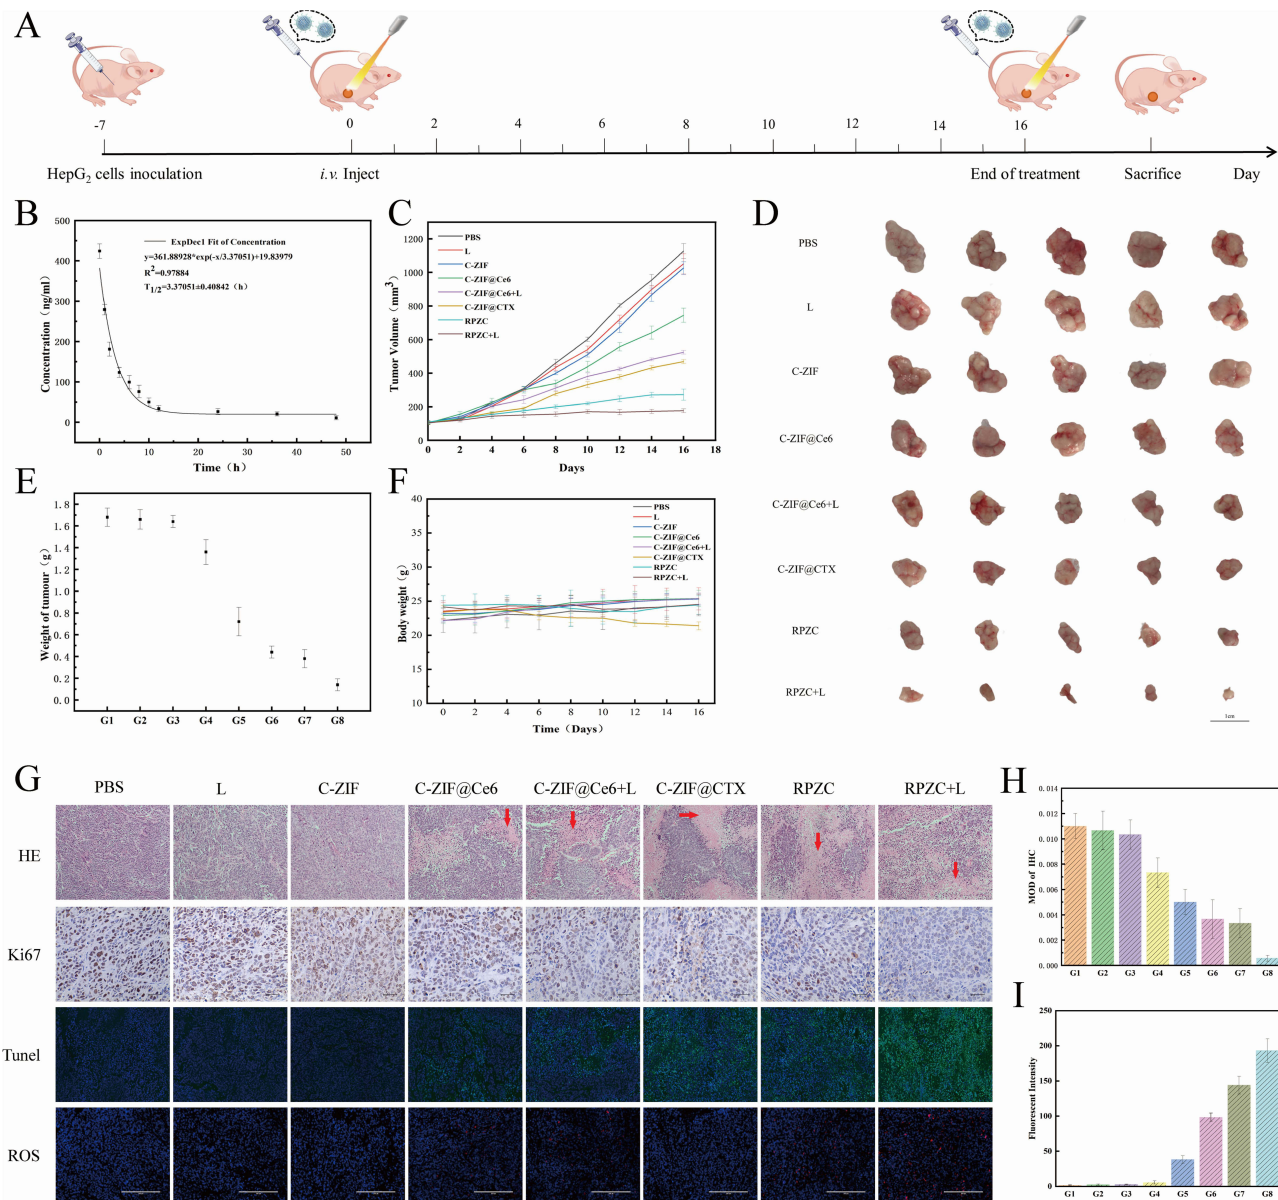 A
-7
0
2
4
6
8
10
12
14
16
HepG2 cells inoculation
i.v. Inject
End of treatment
Sacrifice
Day
B
500
400
300
200
100
0
Concentration (ng/ml)
ExpDec1 Fit of Concentration
y=361.88928*exp(-x/3.37051)+19.83979
R2=0.97884
T1/2=3.37051±0.40842 (h)
0 10 20 30 40 50
Time (h)
C
1200
1000
800
600
400
200
0
Tumor Volume (mm3)
PBS
L
C-ZIF
C-ZIF@Ce6
C-ZIF@Ce6+L
C-ZIF@CTX
RPZC
RPZC+L
0 2 4 6 8 10 12 14 16 18
Days
D
PBS
L
C-ZIF
C-ZIF@Ce6
C-ZIF@Ce6+L
C-ZIF@CTX
RPZC
RPZC+L
1cm
E
1.8
1.6
1.4
1.2
1.0
0.8
0.6
0.4
0.2
0.0
Weight of tumour (g)
G1 G2 G3 G4 G5 G6 G7 G8
F
40
35
30
25
20
15
10
Body weight (g)
PBS
L
C-ZIF
C-ZIF@Ce6
C-ZIF@Ce6+L
C-ZIF@CTX
RPZC
RPZC+L
0 2 4 6 8 10 12 14 16
Time (Days)
G
PBS L C-ZIF C-ZIF@Ce6 C-ZIF@Ce6+L C-ZIF@CTX RPZC RPZC+L
HE
Ki67
Tunel
ROS
H
0.014
0.012
0.010
0.008
0.006
0.004
0.002
0.000
MOD of IHC
G1 G2 G3 G4 G5 G6 G7 G8
I
250
200
150
100
50
0
Fluorescent Intensity
G1 G2 G3 G4 G5 G6 G7 G8